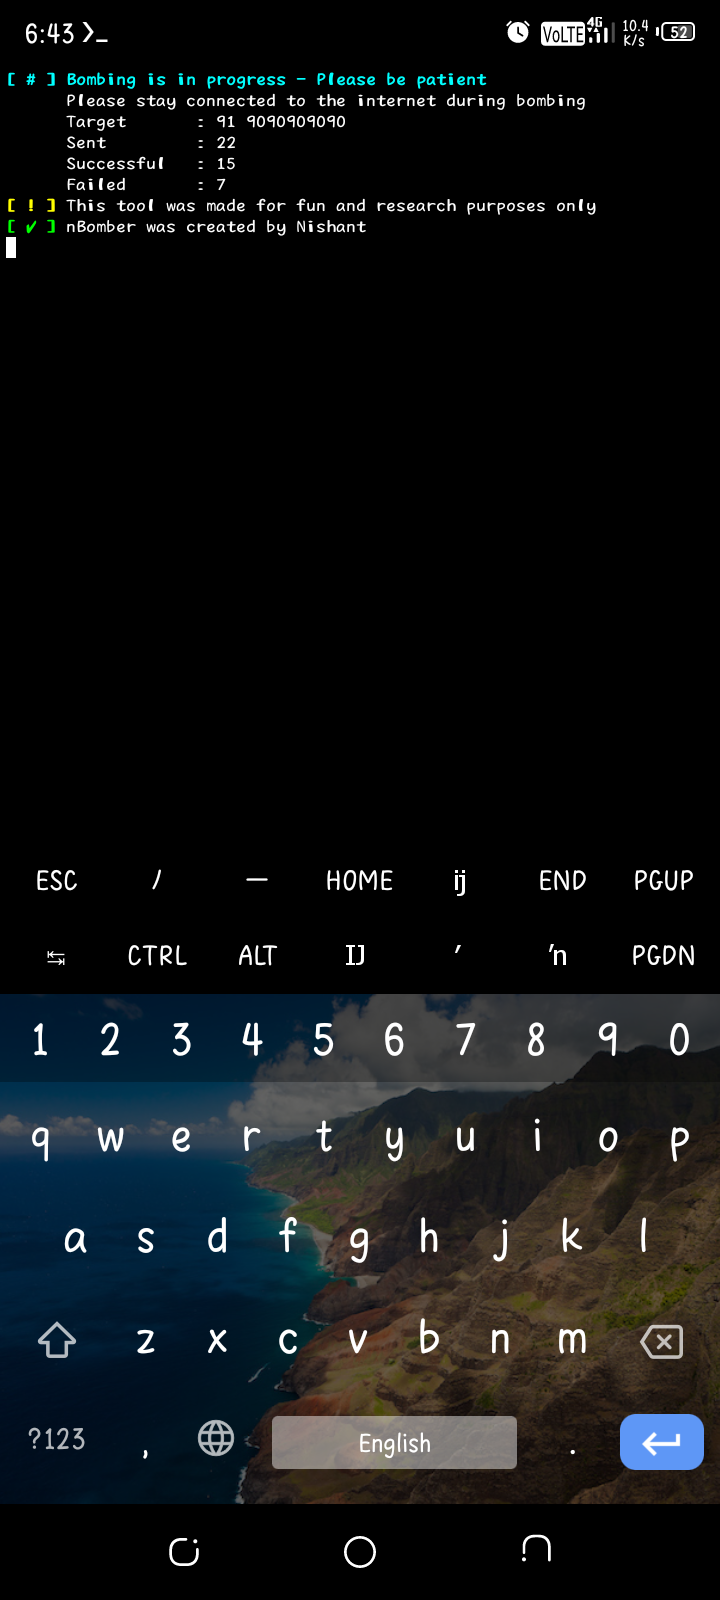 6:43 ❯_ VoLTE 4G 10.4 K/s 52
[ # ] Bombing is in progress - Please be patient
Please stay connected to the internet during bombing
Target : 91 9090909090
Sent : 22
Successful : 15
Failed : 7
[ ! ] This tool was made for fun and research purposes only
[ ✔ ] nBomber was created by Nishant
ESC / — HOME ĳ END PGUP
↹ CTRL ALT Ĳ ′ ŉ PGDN
1 2 3 4 5 6 7 8 9 0
q w e r t y u i o p
a s d f g h j k l
z x c v b n m
?123 , English .